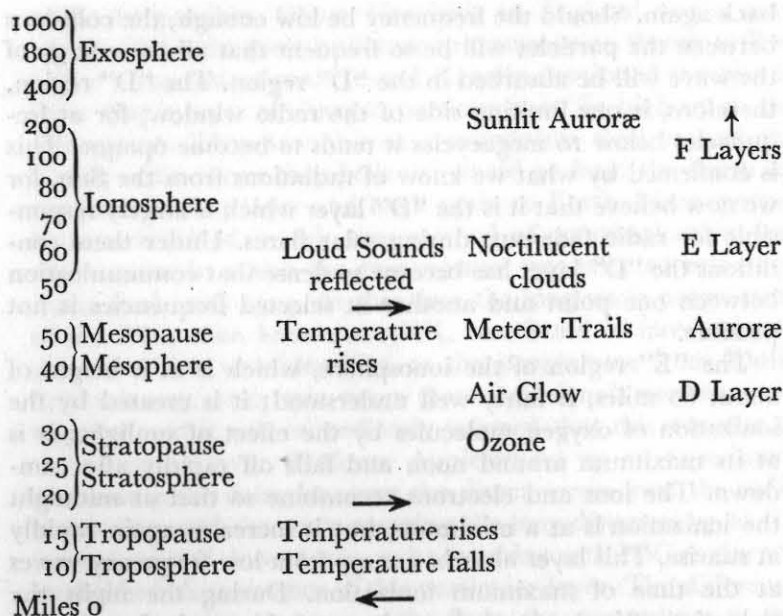 1000
800 Exosphere
400
200 Sunlit Auroræ ↑
100 F Layers
80
70 Ionosphere
60 Loud Sounds Noctilucent E Layer
50 reflected clouds
→
50 Mesopause Temperature Meteor Trails Auroræ
40 Mesophere rises
Air Glow D Layer
30 Stratopause Ozone
25 Stratosphere
20
→
15 Tropopause Temperature rises
10 Troposphere Temperature falls
Miles 0 ←